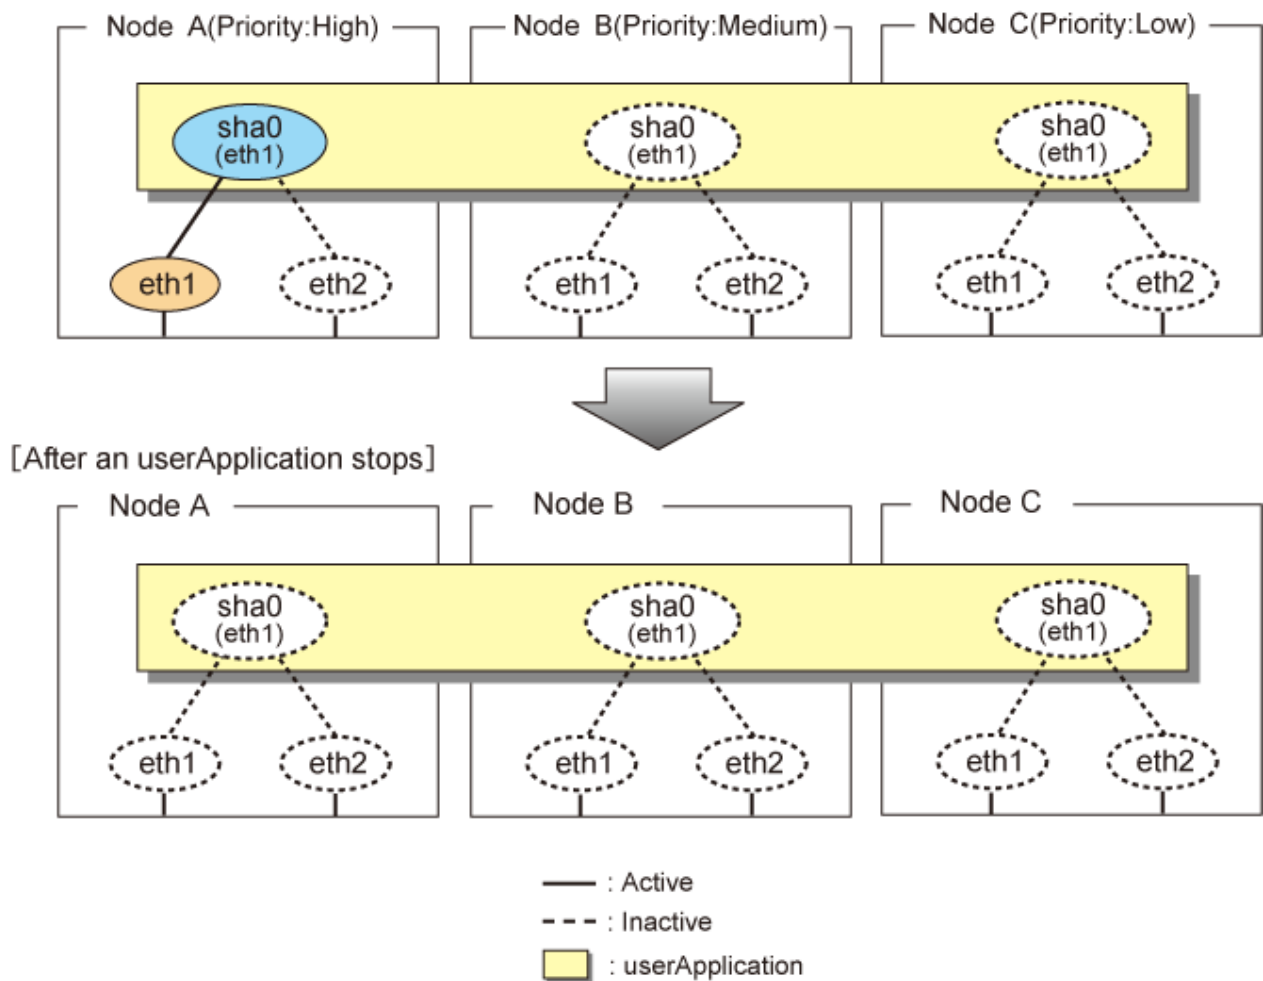 Node A(Priority:High)
Node B(Priority:Medium)
Node C(Priority:Low)
sha0
(eth1)
sha0
(eth1)
sha0
(eth1)
eth1
eth2
eth1
eth2
eth1
eth2
[After an userApplication stops]
Node A
Node B
Node C
sha0
(eth1)
sha0
(eth1)
sha0
(eth1)
eth1
eth2
eth1
eth2
eth1
eth2
: Active
: Inactive
: userApplication